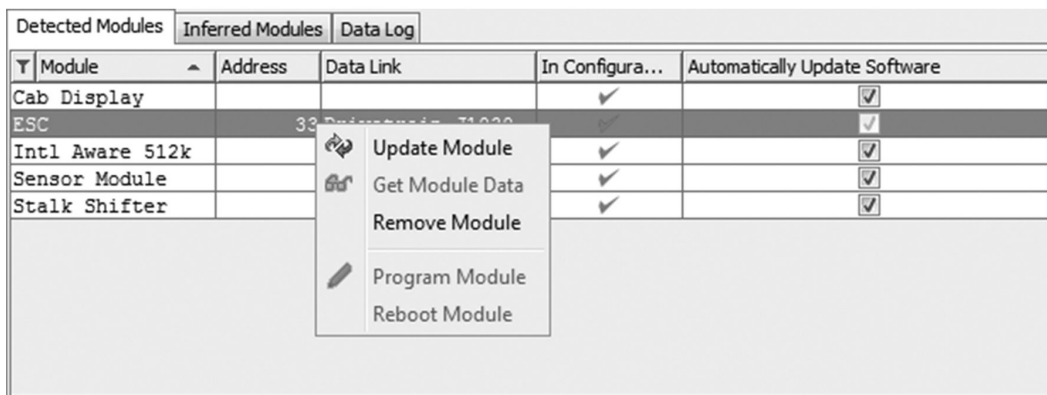 Detected Modules Inferred Modules Data Log
Module Address Data Link In Configura... Automatically Update Software
Cab Display
ESC 33
Intl Aware 512k
Sensor Module
Stalk Shifter
Update Module
Get Module Data
Remove Module
Program Module
Reboot Module